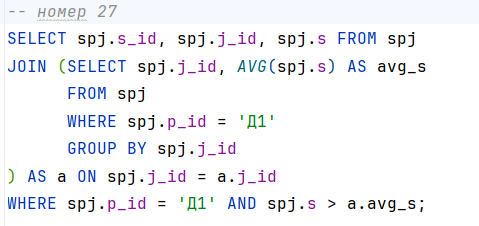 -- номер 27
SELECT spj.s_id, spj.j_id, spj.s FROM spj
JOIN (SELECT spj.j_id, AVG(spj.s) AS avg_s
      FROM spj
      WHERE spj.p_id = 'Д1'
      GROUP BY spj.j_id
) AS a ON spj.j_id = a.j_id
WHERE spj.p_id = 'Д1' AND spj.s > a.avg_s;